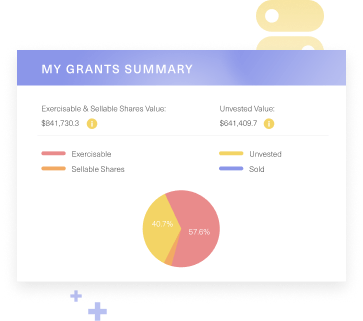 MY GRANTS SUMMARY
Exercisable & Sellable Shares Value:
Unvested Value:
$841,730.3
$641,409.7
Exercisable
Unvested
Sellable Shares
Sold
40.7%
57.6%